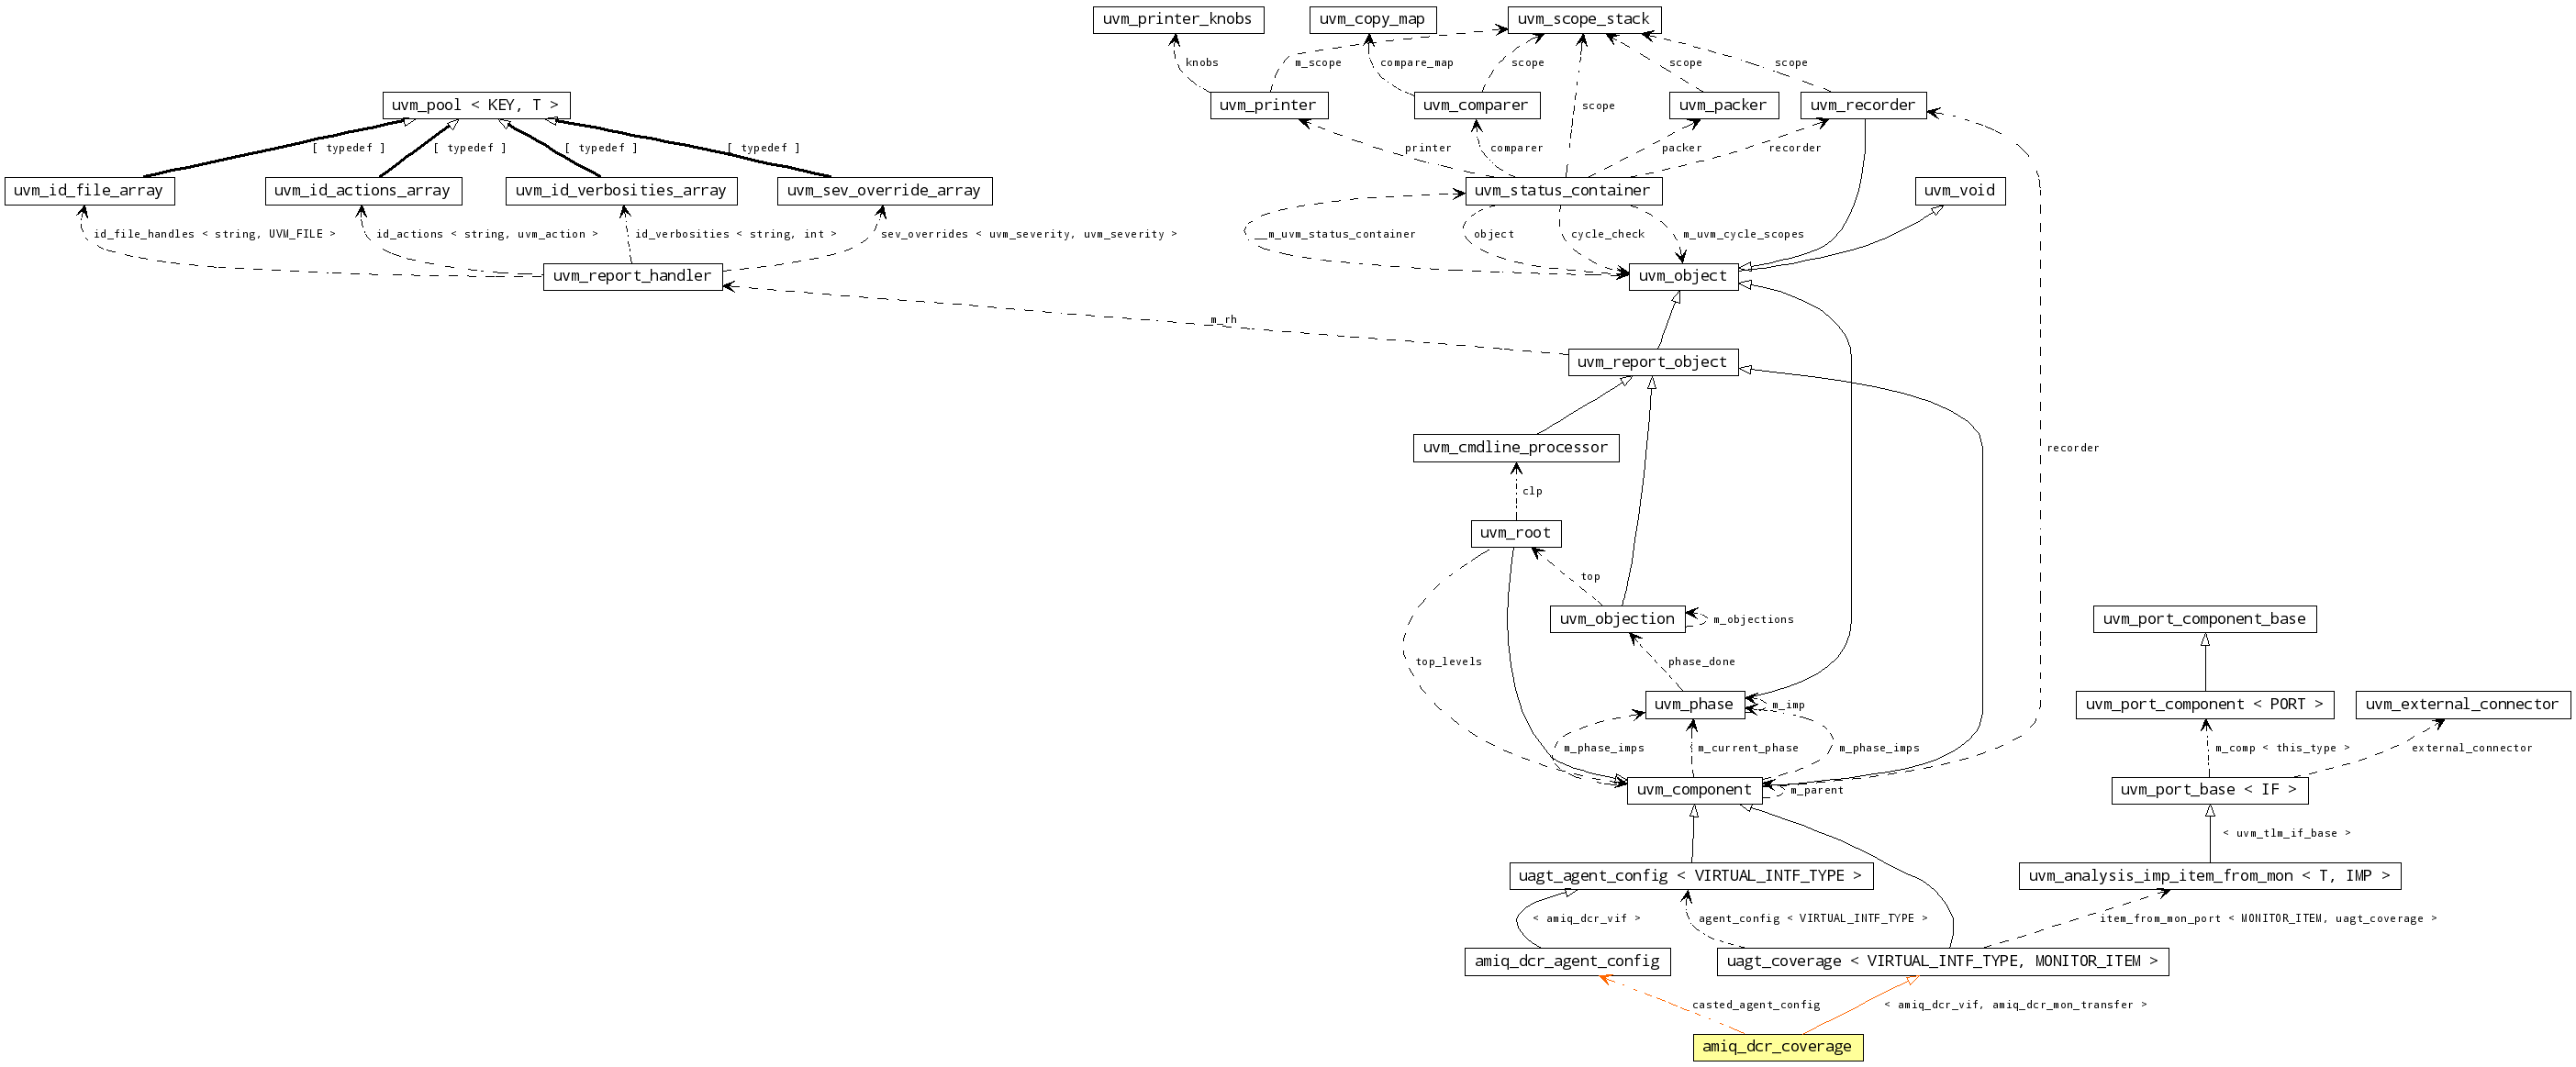 uvm_printer_knobs
uvm_copy_map
uvm_scope_stack
knobs
m_scope
compare_map
scope
scope
scope
uvm_pool < KEY, T >
uvm_printer
uvm_comparer
uvm_packer
uvm_recorder
scope
[ typedef ]
[ typedef ]
[ typedef ]
[ typedef ]
printer
comparer
packer
recorder
uvm_id_file_array
uvm_id_actions_array
uvm_id_verbosities_array
uvm_sev_override_array
uvm_status_container
uvm_void
id_file_handles < string, UVM_FILE >
id_actions < string, uvm_action >
id_verbosities < string, int >
sev_overrides < uvm_severity, uvm_severity >
__m_uvm_status_container
object
cycle_check
m_uvm_cycle_scopes
uvm_report_handler
uvm_object
m_rh
uvm_report_object
uvm_cmdline_processor
recorder
clp
uvm_root
top
uvm_objection
m_objections
uvm_port_component_base
top_levels
phase_done
uvm_phase
m_imp
uvm_port_component < PORT >
uvm_external_connector
m_phase_imps
m_current_phase
m_phase_imps
m_comp < this_type >
external_connector
uvm_component
m_parent
uvm_port_base < IF >
< uvm_tlm_if_base >
uagt_agent_config < VIRTUAL_INTF_TYPE >
uvm_analysis_imp_item_from_mon < T, IMP >
< amiq_dcr_vif >
agent_config < VIRTUAL_INTF_TYPE >
item_from_mon_port < MONITOR_ITEM, uagt_coverage >
amiq_dcr_agent_config
uagt_coverage < VIRTUAL_INTF_TYPE, MONITOR_ITEM >
casted_agent_config
< amiq_dcr_vif, amiq_dcr_mon_transfer >
amiq_dcr_coverage